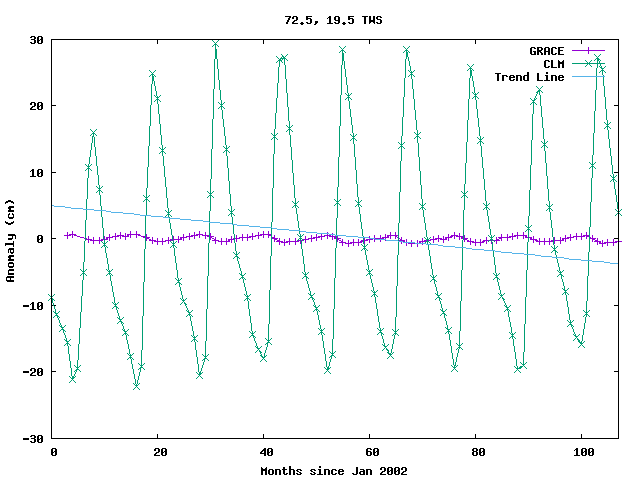 72.5, 19.5 TWS
GRACE
CLM
Trend Line
30
20
10
0
-10
-20
-30
Anomaly (cm)
0 20 40 60 80 100
Months since Jan 2002